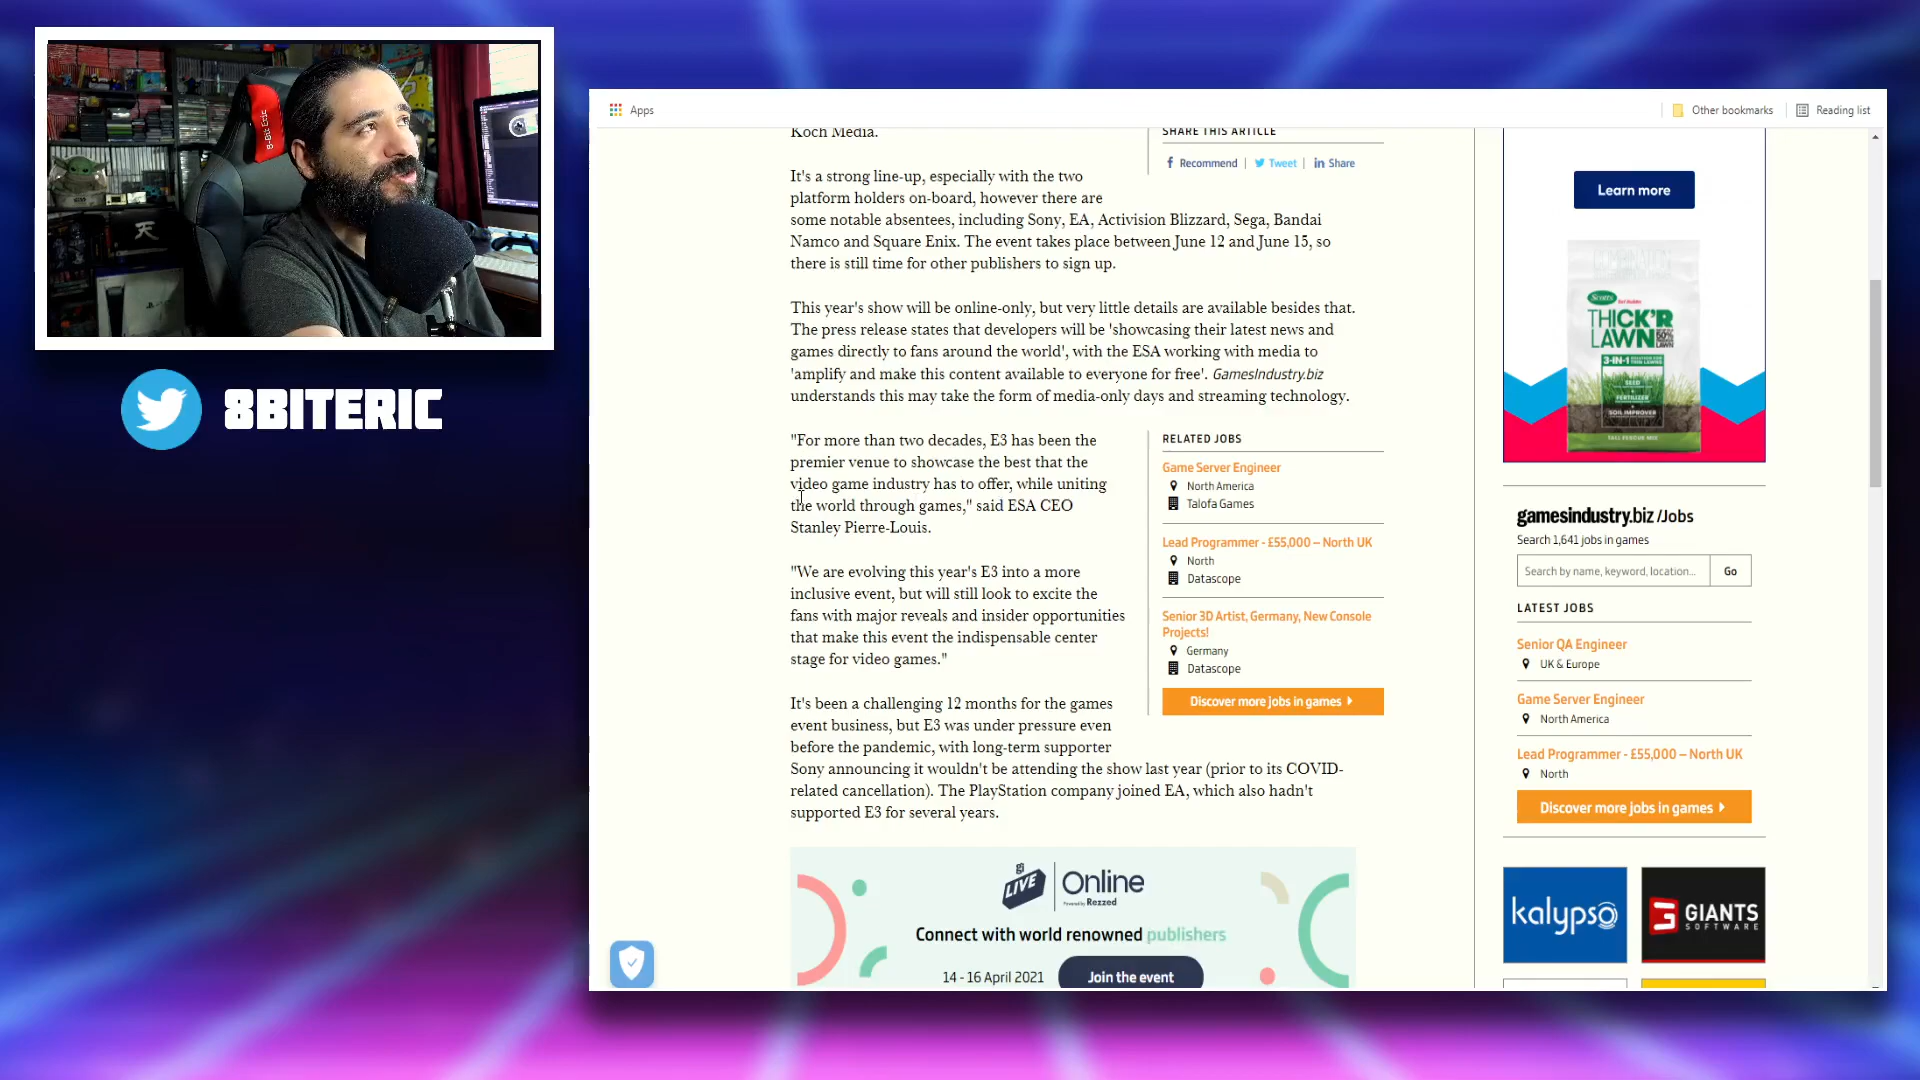 8-Bit Eric
8BITERIC
Apps
Other bookmarks
Reading list
Koch Media.
It's a strong line-up, especially with the two
platform holders on-board, however there are
some notable absentees, including Sony, EA, Activision Blizzard, Sega, Bandai
Namco and Square Enix. The event takes place between June 12 and June 15, so
there is still time for other publishers to sign up.
This year's show will be online-only, but very little details are available besides that.
The press release states that developers will be 'showcasing their latest news and
games directly to fans around the world', with the ESA working with media to
'amplify and make this content available to everyone for free'. GamesIndustry.biz
understands this may take the form of media-only days and streaming technology.
"For more than two decades, E3 has been the
premier venue to showcase the best that the
video game industry has to offer, while uniting
the world through games," said ESA CEO
Stanley Pierre-Louis.
"We are evolving this year's E3 into a more
inclusive event, but will still look to excite the
fans with major reveals and insider opportunities
that make this event the indispensable center
stage for video games."
It's been a challenging 12 months for the games
event business, but E3 was under pressure even
before the pandemic, with long-term supporter
Sony announcing it wouldn't be attending the show last year (prior to its COVID-
related cancellation). The PlayStation company joined EA, which also hadn't
supported E3 for several years.
SHARE THIS ARTICLE
Recommend
Tweet
Share
RELATED JOBS
Game Server Engineer
North America
Talofa Games
Lead Programmer - £55,000 – North UK
North
Datascope
Senior 3D Artist, Germany, New Console
Projects!
Germany
Datascope
Discover more jobs in games
gs
LIVE
Online
Powered by Rezzed
Connect with world renowned publishers
14 - 16 April 2021
Join the event
Learn more
Scotts
THICK'R
LAWN
3-IN-1
SEED
FERTILIZER
SOIL IMPROVER
TALL FESCUE MIX
gamesindustry.biz /Jobs
Search 1,641 jobs in games
Search by name, keyword, location...
Go
LATEST JOBS
Senior QA Engineer
UK & Europe
Game Server Engineer
North America
Lead Programmer - £55,000 – North UK
North
Discover more jobs in games
kalypso
GIANTS
SOFTWARE